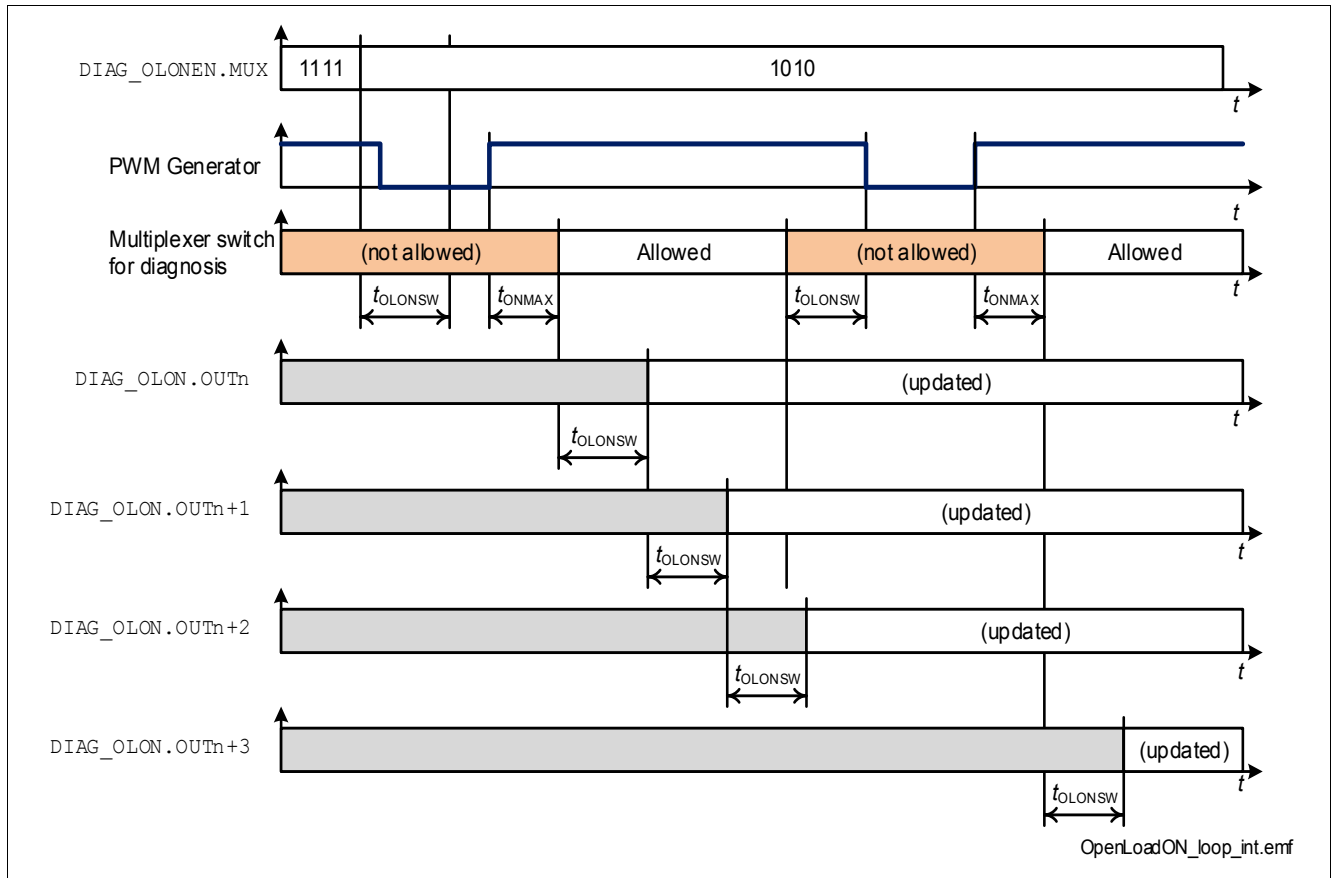 DIAG_OLONEN.MUX
1111
1010
t
PWM Generator
t
Multiplexer switch
for diagnosis
(not allowed)
Allowed
(not allowed)
Allowed
t
tOLONSW
tONMAX
tOLONSW
tONMAX
DIAG_OLON.OUTn
(updated)
t
tOLONSW
DIAG_OLON.OUTn+1
(updated)
t
tOLONSW
DIAG_OLON.OUTn+2
(updated)
t
tOLONSW
DIAG_OLON.OUTn+3
(updated)
t
tOLONSW
OpenLoadON_loop_int.emf